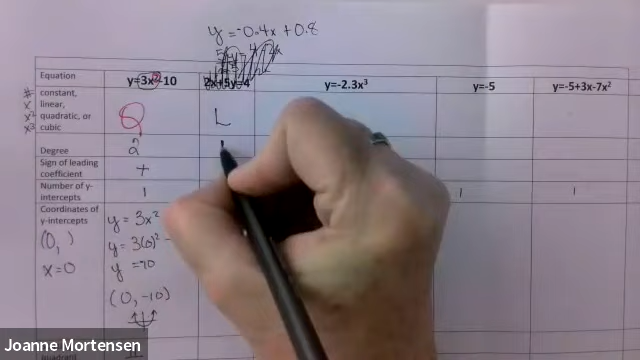 y = -0.4x + 0.8
Equation
y=3x²-10
2x+5y=4
y=-2.3x³
y=-5
y=-5+3x-7x²
#
x
x²
x³
constant,
linear,
quadratic, or
cubic
Q
L
Degree
2
1
Sign of leading
coefficient
+
Number of y-
intercepts
1
1
1
Coordinates of
y-intercepts
(0, )
x=0
y = 3x²
y = 3(0)² -
y = -10
(0, -10)
Joanne Mortensen